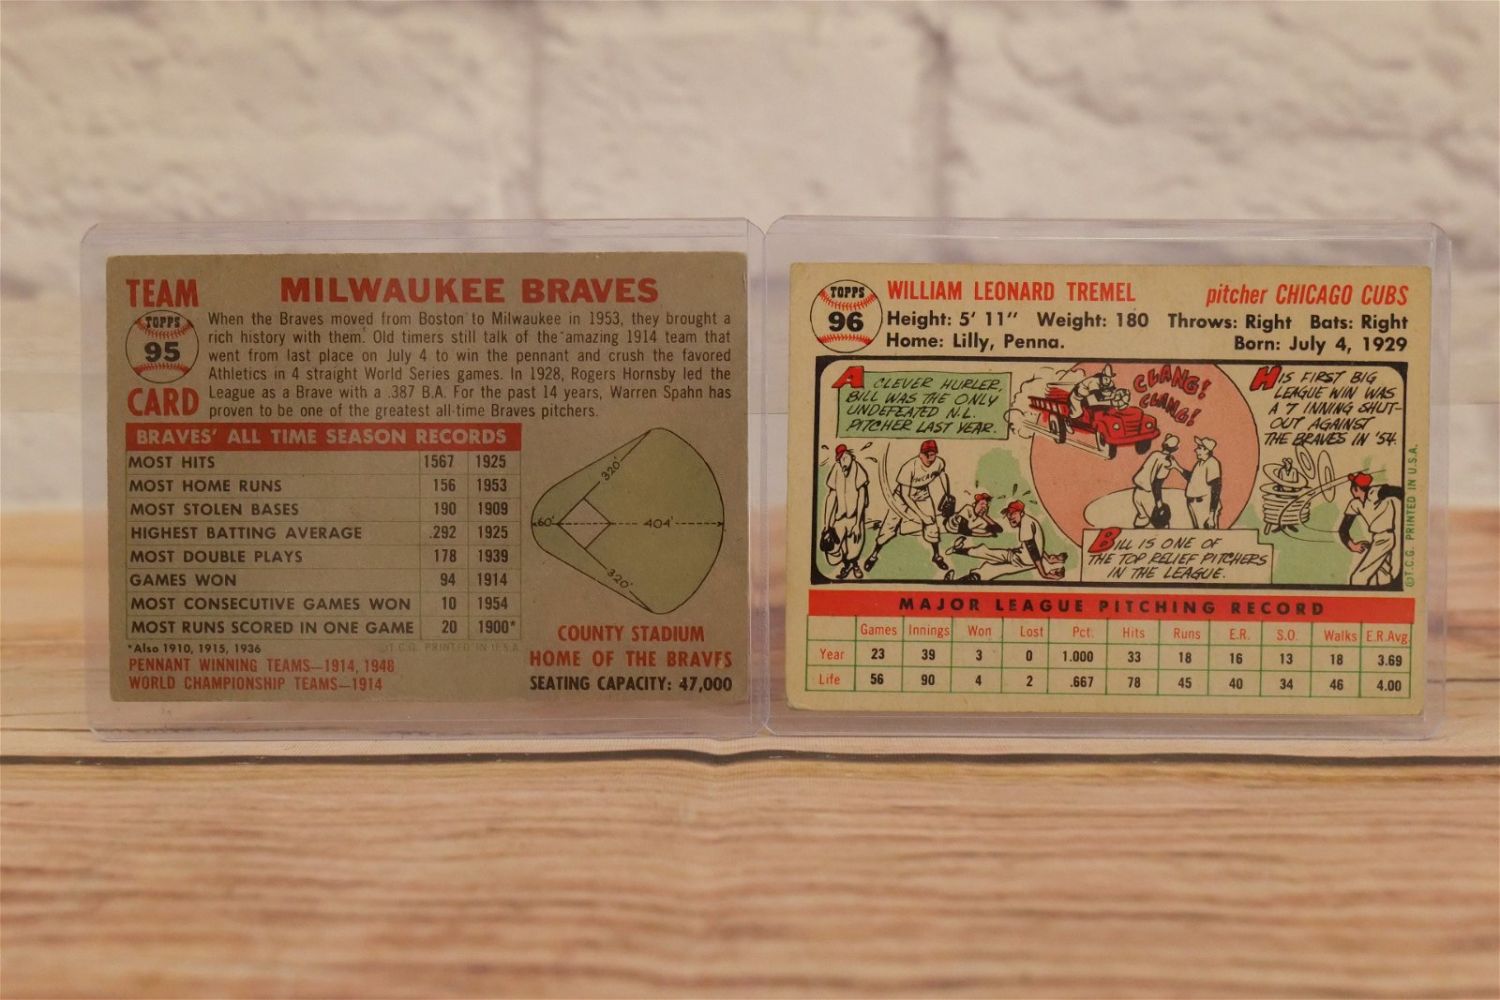 TEAM
TOPPS
95
CARD
MILWAUKEE BRAVES
When the Braves moved from Boston to Milwaukee in 1953, they brought a
rich history with them. Old timers still talk of the amazing 1914 team that
went from last place on July 4 to win the pennant and crush the favored
Athletics in 4 straight World Series games. In 1928, Rogers Hornsby led the
League as a Brave with a .387 B.A. For the past 14 years, Warren Spahn has
proven to be one of the greatest all-time Braves pitchers.
BRAVES' ALL TIME SEASON RECORDS
MOST HITS 1567 1925
MOST HOME RUNS 156 1953
MOST STOLEN BASES 190 1909
HIGHEST BATTING AVERAGE .292 1925
MOST DOUBLE PLAYS 178 1939
GAMES WON 94 1914
MOST CONSECUTIVE GAMES WON 10 1954
MOST RUNS SCORED IN ONE GAME 20 1900*
*Also 1910, 1915, 1936
©T.C.G. PRINTED IN U.S.A.
PENNANT WINNING TEAMS—1914, 1948
WORLD CHAMPIONSHIP TEAMS—1914
320'
60'
404'
320'
COUNTY STADIUM
HOME OF THE BRAVES
SEATING CAPACITY: 47,000
TOPPS
96
WILLIAM LEONARD TREMEL pitcher CHICAGO CUBS
Height: 5' 11" Weight: 180 Throws: Right Bats: Right
Home: Lilly, Penna. Born: July 4, 1929
A CLEVER HURLER,
BILL WAS THE ONLY
UNDEFEATED N.L.
PITCHER LAST YEAR.
CLANG!
CLANG!
BILL IS ONE OF
THE TOP RELIEF PITCHERS
IN THE LEAGUE.
HIS FIRST BIG
LEAGUE WIN WAS
A 7 INNING SHUT-
OUT AGAINST
THE BRAVES IN '54.
©T.C.G. PRINTED IN U.S.A.
MAJOR LEAGUE PITCHING RECORD
Games Innings Won Lost Pct. Hits Runs E.R. S.O. Walks E.R.Avg.
Year 23 39 3 0 1.000 33 18 16 13 18 3.69
Life 56 90 4 2 .667 78 45 40 34 46 4.00